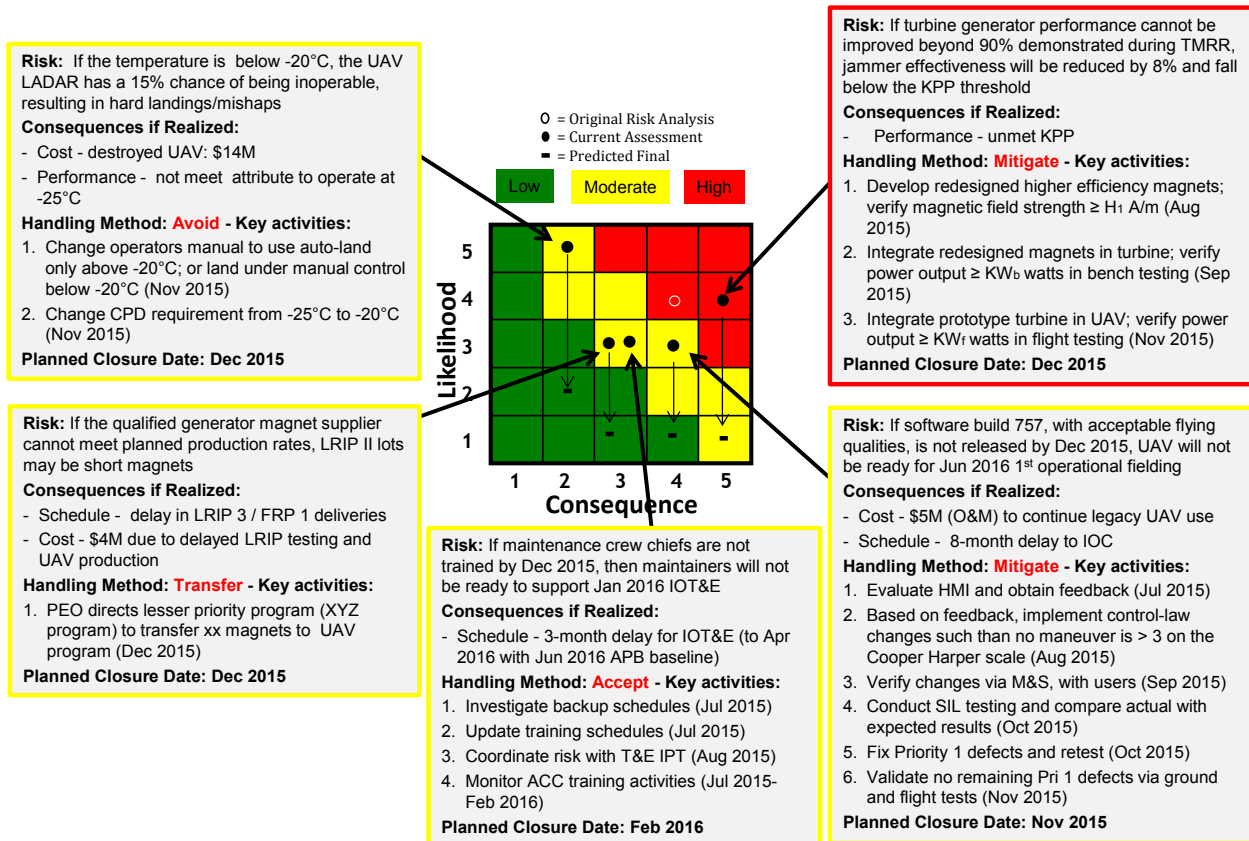 Risk: If the temperature is below -20°C, the UAV
LADAR has a 15% chance of being inoperable,
resulting in hard landings/mishaps
Consequences if Realized:
- Cost - destroyed UAV: $14M
- Performance - not meet attribute to operate at
-25°C
Handling Method: Avoid - Key activities:
1. Change operators manual to use auto-land
only above -20°C; or land under manual control
below -20°C (Nov 2015)
2. Change CPD requirement from -25°C to -20°C
(Nov 2015)
Planned Closure Date: Dec 2015
O = Original Risk Analysis
● = Current Assessment
- = Predicted Final
Low
Moderate
High
Likelihood
5
4
3
2
1
1 2 3 4 5
Consequence
Risk: If turbine generator performance cannot be
improved beyond 90% demonstrated during TMRR,
jammer effectiveness will be reduced by 8% and fall
below the KPP threshold
Consequences if Realized:
- Performance - unmet KPP
Handling Method: Mitigate - Key activities:
1. Develop redesigned higher efficiency magnets;
verify magnetic field strength ≥ H₁ A/m (Aug
2015)
2. Integrate redesigned magnets in turbine; verify
power output ≥ KWb watts in bench testing (Sep
2015)
3. Integrate prototype turbine in UAV; verify power
output ≥ KWf watts in flight testing (Nov 2015)
Planned Closure Date: Dec 2015
Risk: If the qualified generator magnet supplier
cannot meet planned production rates, LRIP II lots
may be short magnets
Consequences if Realized:
- Schedule - delay in LRIP 3 / FRP 1 deliveries
- Cost - $4M due to delayed LRIP testing and
UAV production
Handling Method: Transfer - Key activities:
1. PEO directs lesser priority program (XYZ
program) to transfer xx magnets to UAV
program (Dec 2015)
Planned Closure Date: Dec 2015
Risk: If maintenance crew chiefs are not
trained by Dec 2015, then maintainers will not
be ready to support Jan 2016 IOT&E
Consequences if Realized:
- Schedule - 3-month delay for IOT&E (to Apr
2016 with Jun 2016 APB baseline)
Handling Method: Accept - Key activities:
1. Investigate backup schedules (Jul 2015)
2. Update training schedules (Jul 2015)
3. Coordinate risk with T&E IPT (Aug 2015)
4. Monitor ACC training activities (Jul 2015-
Feb 2016)
Planned Closure Date: Feb 2016
Risk: If software build 757, with acceptable flying
qualities, is not released by Dec 2015, UAV will not
be ready for Jun 2016 1st operational fielding
Consequences if Realized:
- Cost - $5M (O&M) to continue legacy UAV use
- Schedule - 8-month delay to IOC
Handling Method: Mitigate - Key activities:
1. Evaluate HMI and obtain feedback (Jul 2015)
2. Based on feedback, implement control-law
changes such than no maneuver is > 3 on the
Cooper Harper scale (Aug 2015)
3. Verify changes via M&S, with users (Sep 2015)
4. Conduct SIL testing and compare actual with
expected results (Oct 2015)
5. Fix Priority 1 defects and retest (Oct 2015)
6. Validate no remaining Pri 1 defects via ground
and flight tests (Nov 2015)
Planned Closure Date: Nov 2015